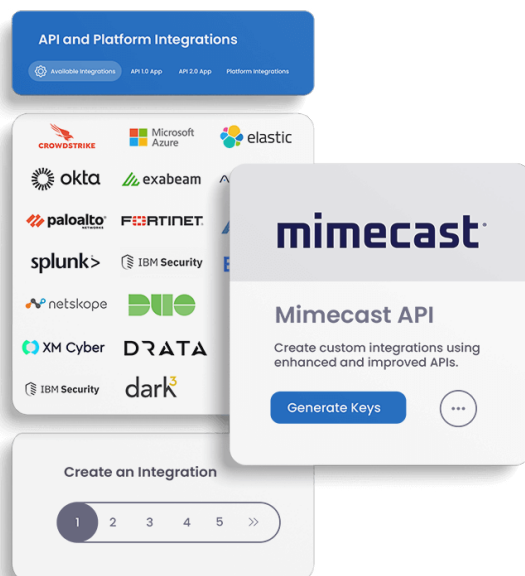 API and Platform Integrations
Available Integrations API 1.0 App API 2.0 App Platform Integrations
CROWDSTRIKE Microsoft Azure elastic
okta exabeam
paloalto NETWORKS FORTINET
splunk> IBM Security
netskope DUO
XM Cyber DRATA
IBM Security dark3
mimecast
Mimecast API
Create custom integrations using
enhanced and improved APIs.
Generate Keys
Create an Integration
1 2 3 4 5 >>